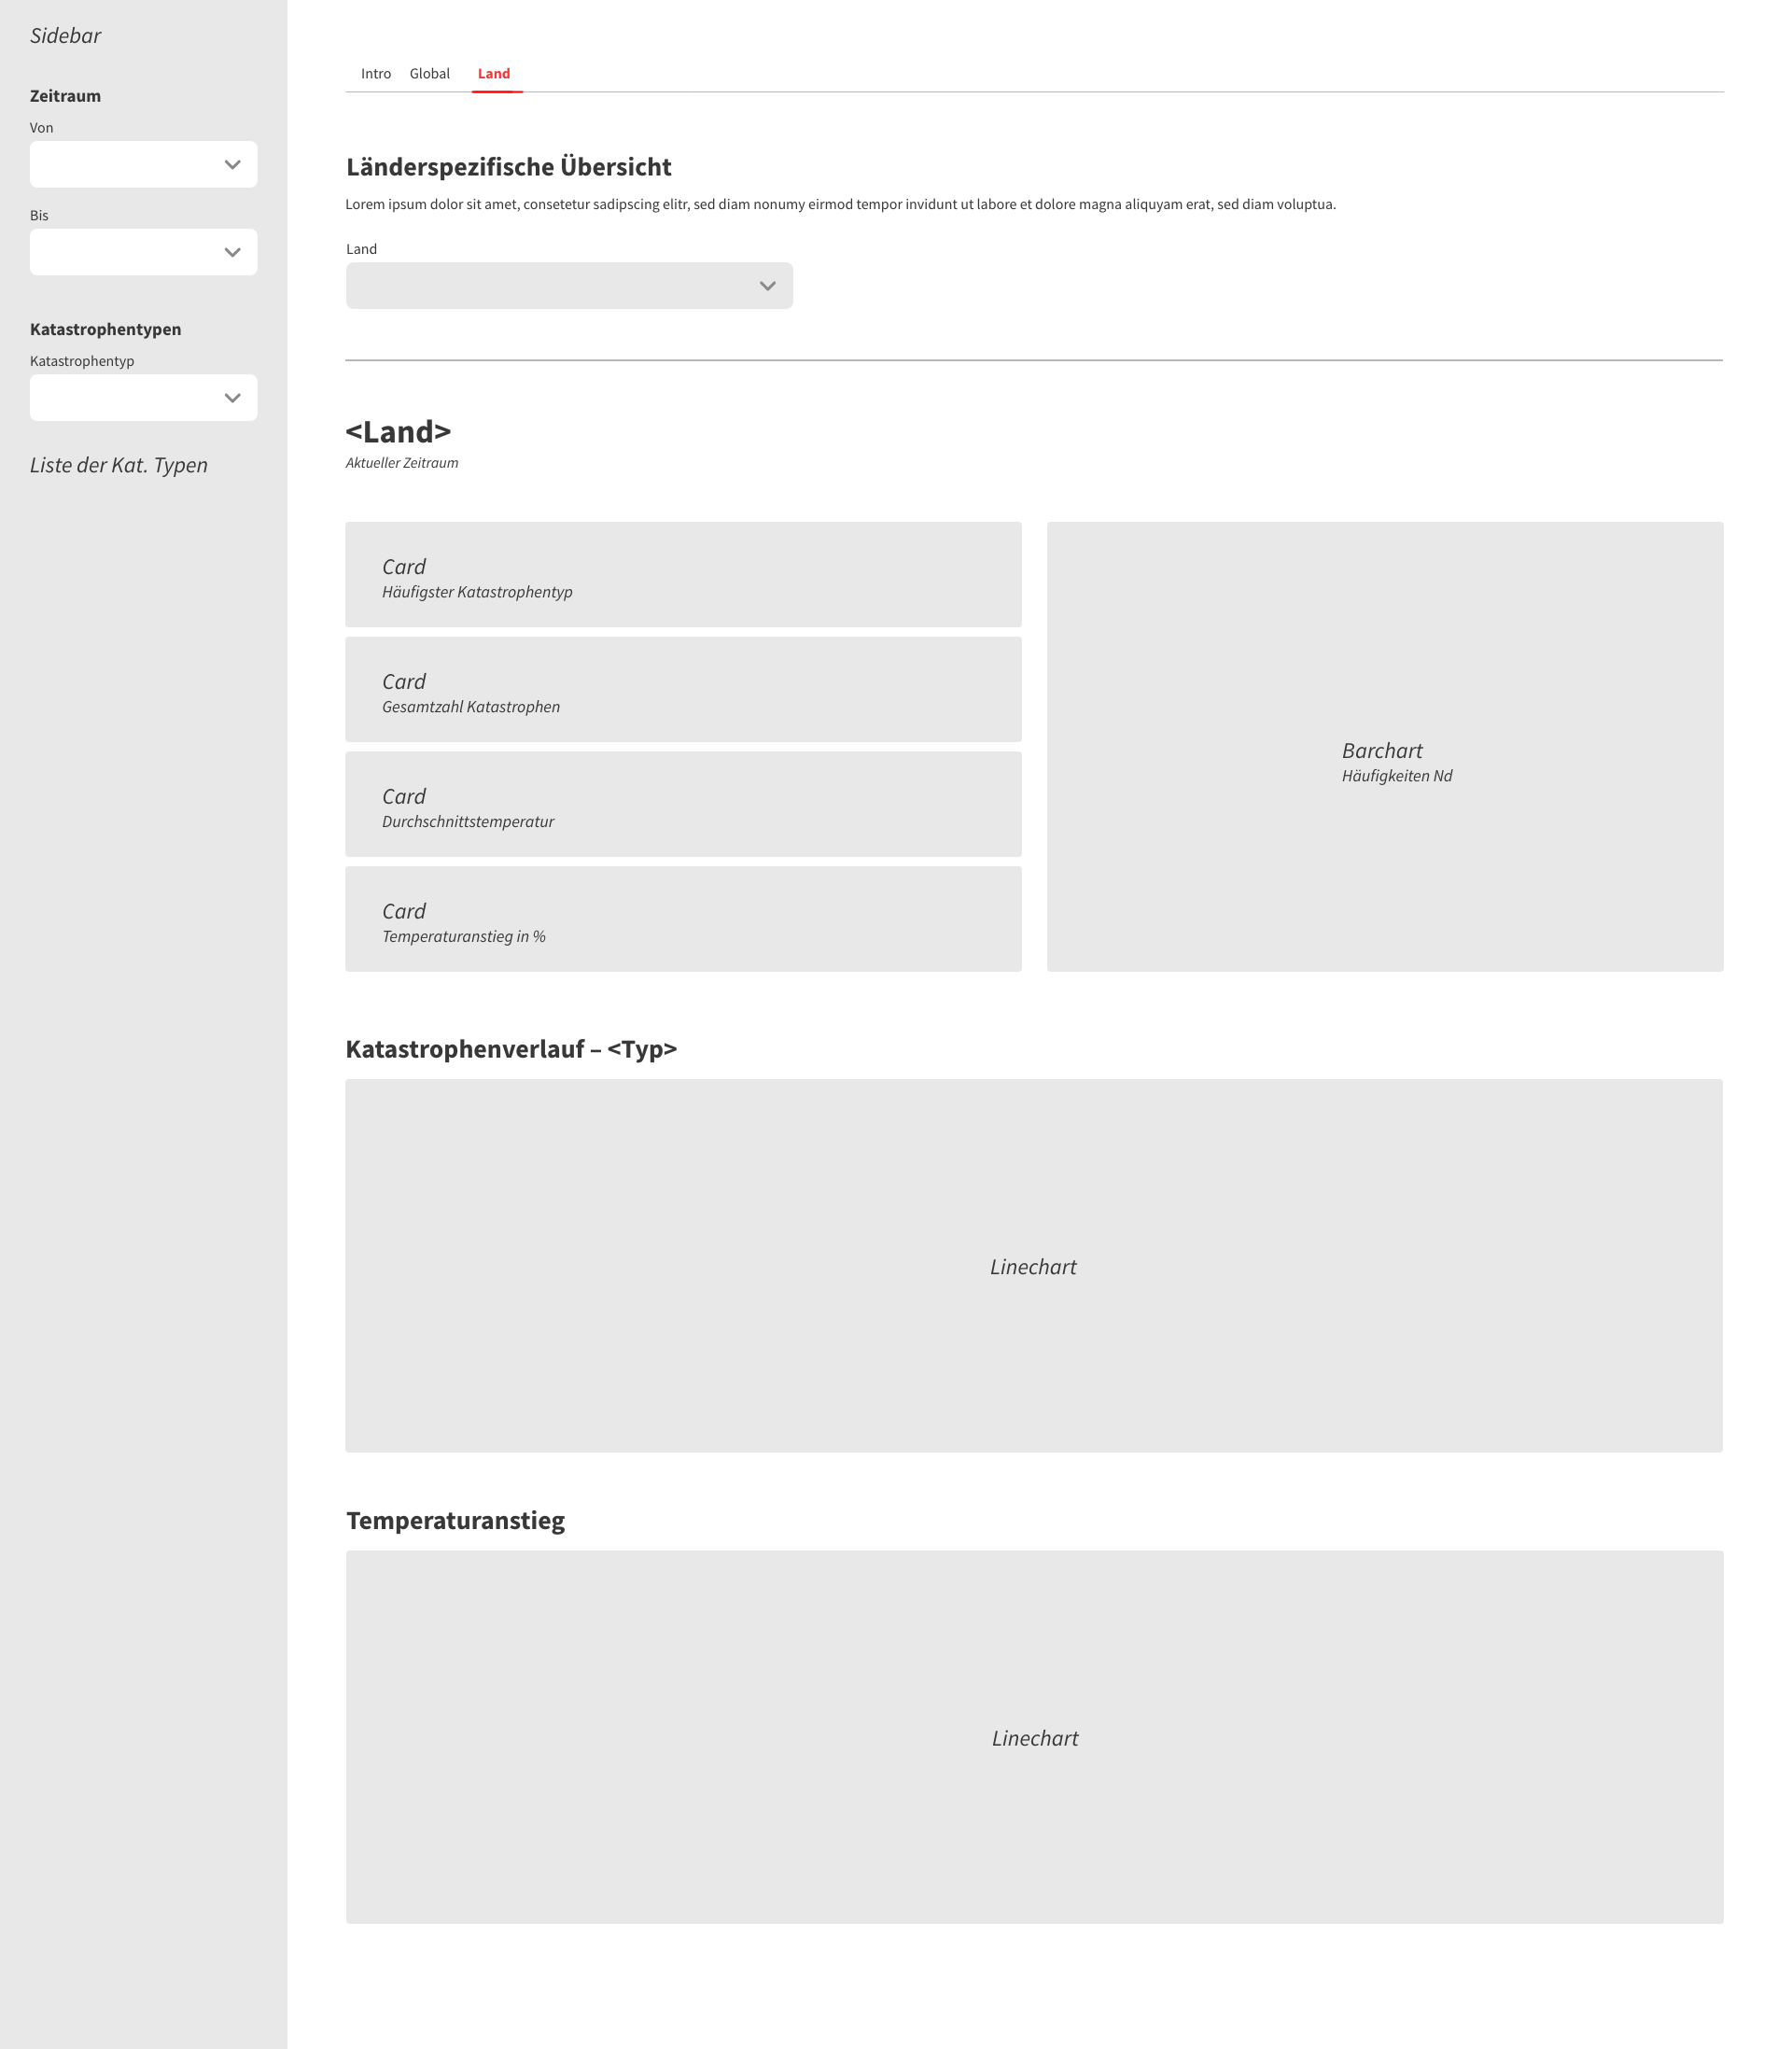 Sidebar
Zeitraum
Von
Bis
Katastrophentypen
Katastrophentyp
Liste der Kat. Typen
Intro Global Land
Länderspezifische Übersicht
Lorem ipsum dolor sit amet, consetetur sadipscing elitr, sed diam nonumy eirmod tempor invidunt ut labore et dolore magna aliquyam erat, sed diam voluptua.
Land
<Land>
Aktueller Zeitraum
Card
Häufigster Katastrophentyp
Card
Gesamtzahl Katastrophen
Card
Durchschnittstemperatur
Card
Temperaturanstieg in %
Barchart
Häufigkeiten Nd
Katastrophenverlauf – <Typ>
Linechart
Temperaturanstieg
Linechart